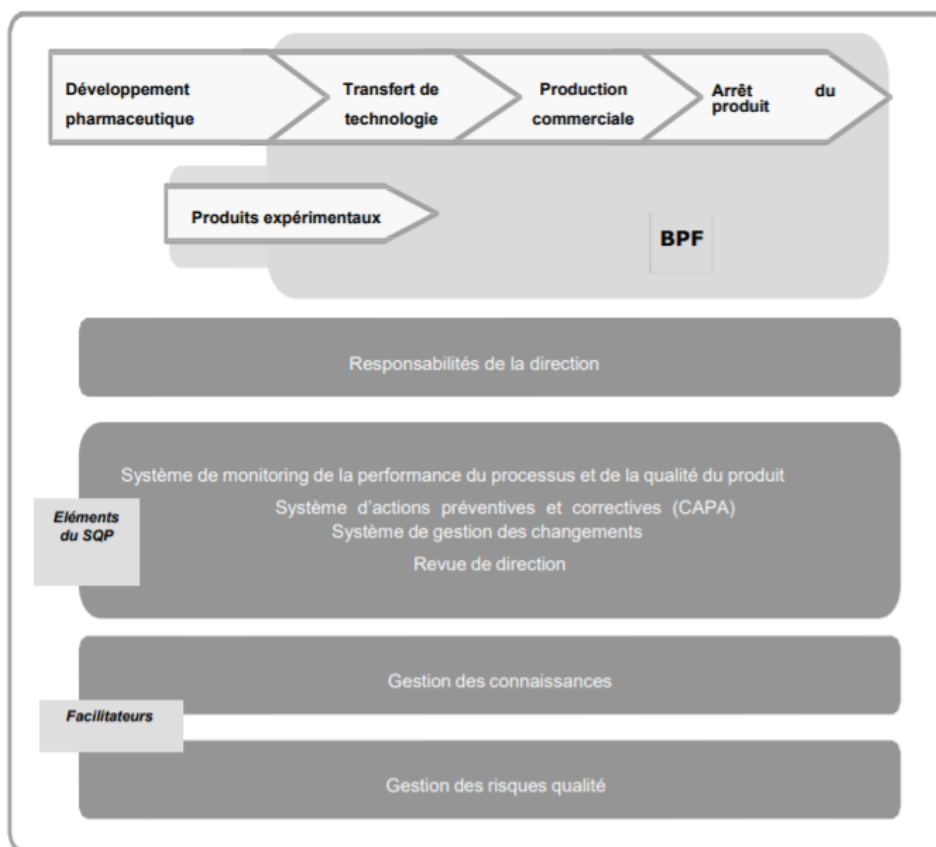 Développement
pharmaceutique
Transfert de
technologie
Production
commerciale
Arrêt du
produit
Produits expérimentaux
BPF
Responsabilités de la direction
Système de monitoring de la performance du processus et de la qualité du produit
Système d'actions préventives et correctives (CAPA)
Système de gestion des changements
Revue de direction
Eléments
du SQP
Gestion des connaissances
Facilitateurs
Gestion des risques qualité